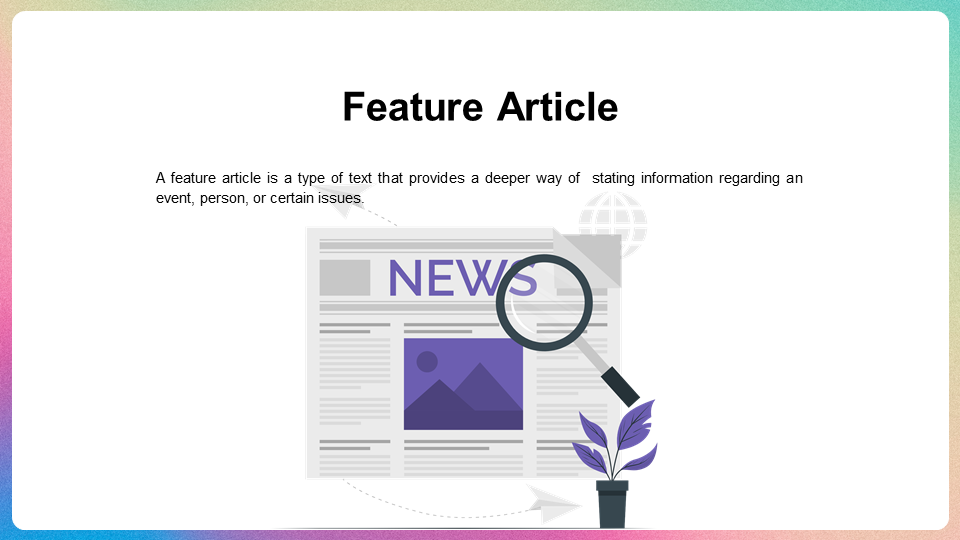 Feature Article
A feature article is a type of text that provides a deeper way of  stating information regarding an
event, person, or certain issues.
NEWS